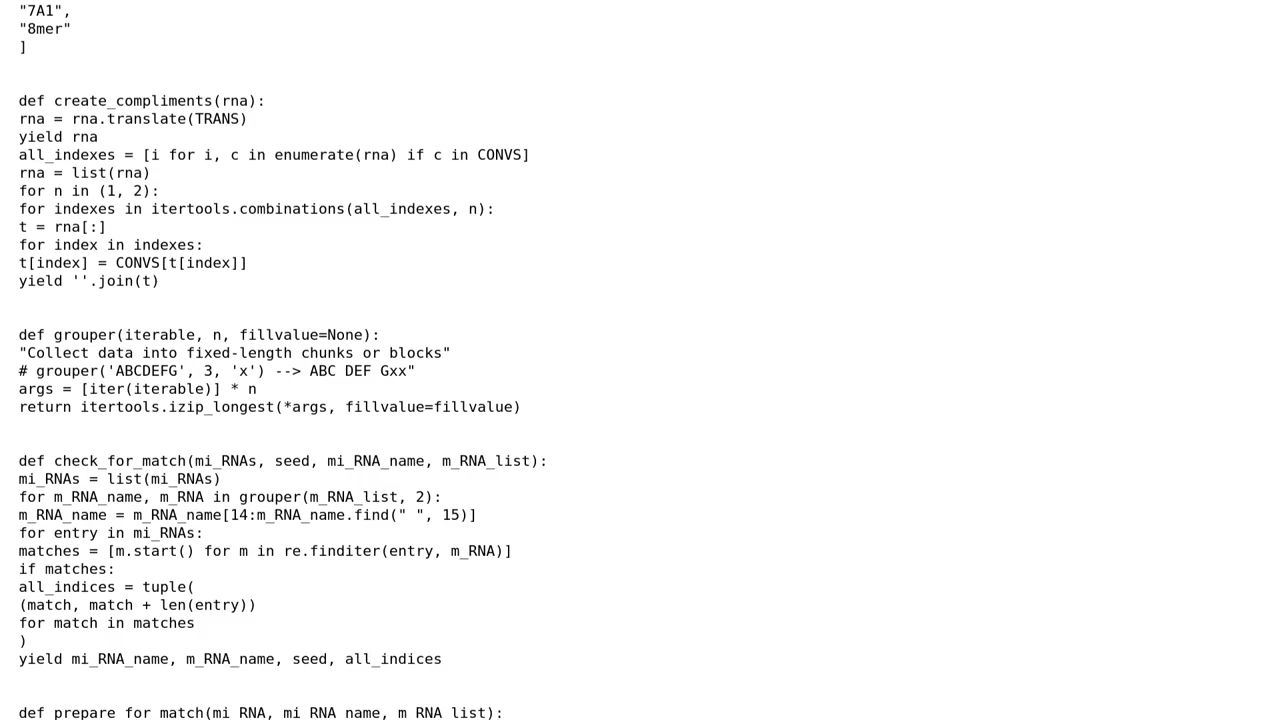 "7A1",
"8mer"
]
def create_compliments(rna):
rna = rna.translate(TRANS)
yield rna
all_indexes = [i for i, c in enumerate(rna) if c in CONVS]
rna = list(rna)
for n in (1, 2):
for indexes in itertools.combinations(all_indexes, n):
t = rna[:]
for index in indexes:
t[index] = CONVS[t[index]]
yield ''.join(t)
def grouper(iterable, n, fillvalue=None):
"Collect data into fixed-length chunks or blocks"
# grouper('ABCDEFG', 3, 'x') --> ABC DEF Gxx"
args = [iter(iterable)] * n
return itertools.izip_longest(*args, fillvalue=fillvalue)
def check_for_match(mi_RNAs, seed, mi_RNA_name, m_RNA_list):
mi_RNAs = list(mi_RNAs)
for m_RNA_name, m_RNA in grouper(m_RNA_list, 2):
m_RNA_name = m_RNA_name[14:m_RNA_name.find(" ", 15)]
for entry in mi_RNAs:
matches = [m.start() for m in re.finditer(entry, m_RNA)]
if matches:
all_indices = tuple(
(match, match + len(entry))
for match in matches
)
yield mi_RNA_name, m_RNA_name, seed, all_indices
def prepare_for_match(mi_RNA, mi_RNA_name, m_RNA_list):